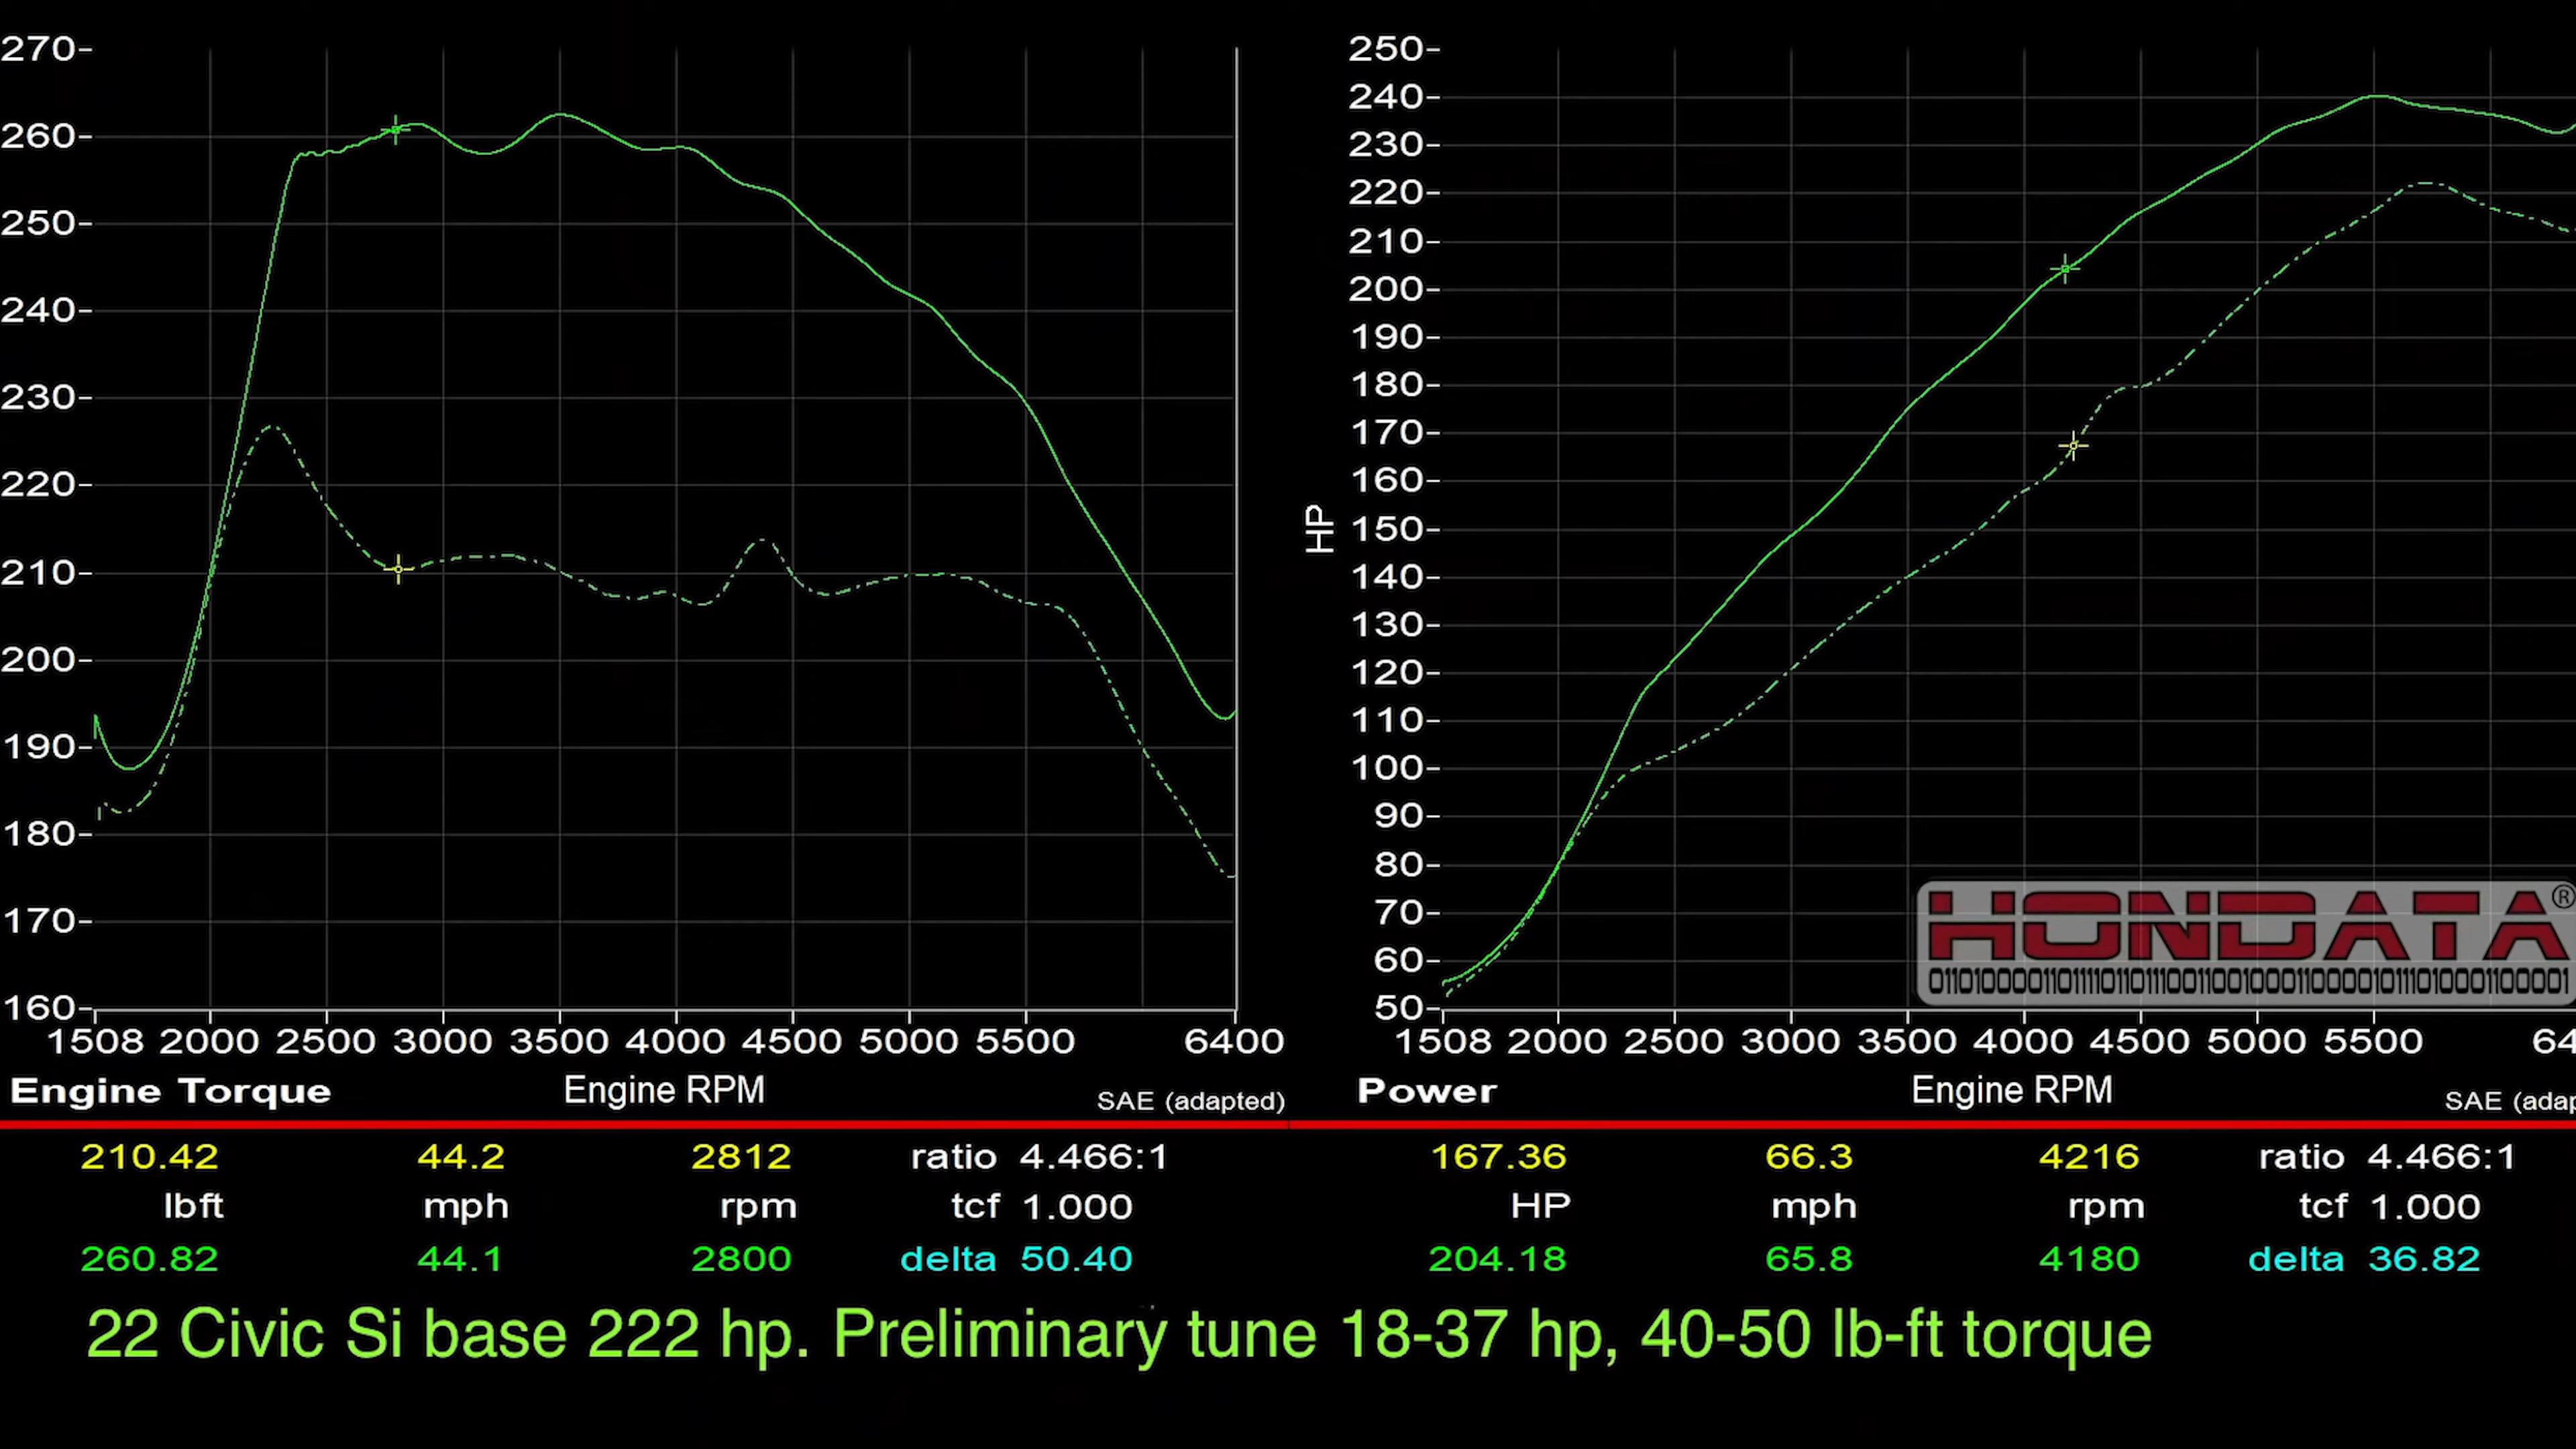 270
260
250
240
230
220
210
200
190
180
170
160
1508 2000 2500 3000 3500 4000 4500 5000 5500 6400
Engine Torque Engine RPM SAE (adapted)
250
240
230
220
210
200
190
180
170
160
150
140
130
120
110
100
90
80
70
60
50
HP
1508 2000 2500 3000 3500 4000 4500 5000 5500 64
Power Engine RPM SAE (adap
HONDATA®
210.42 44.2 2812 ratio 4.466:1
lbft mph rpm tcf 1.000
260.82 44.1 2800 delta 50.40
167.36 66.3 4216 ratio 4.466:1
HP mph rpm tcf 1.000
204.18 65.8 4180 delta 36.82
22 Civic Si base 222 hp. Preliminary tune 18-37 hp, 40-50 lb-ft torque